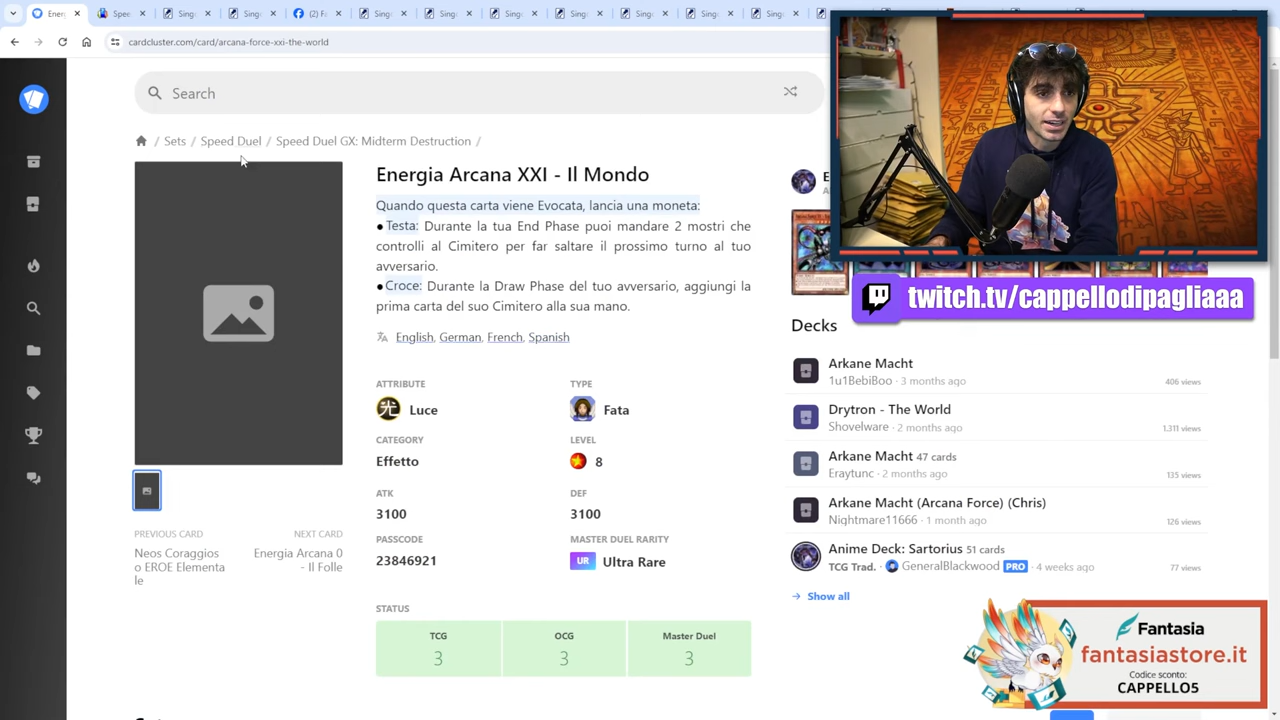 Energ
Spee
Sing
Sing
cardcluster.com/card/arcana-force-xxi-the-world
Search
/ Sets / Speed Duel / Speed Duel GX Midterm Destruction /
Energia Arcana XXI - Il Mondo
Quando questa carta viene Evocata, lancia una moneta:
● Testa: Durante la tua End Phase puoi mandare 2 mostri che
controlli al Cimitero per far saltare il prossimo turno al tuo
avversario.
● Croce: Durante la Draw Phase del tuo avversario, aggiungi la
prima carta del suo Cimitero alla sua mano.
English, German, French, Spanish
ATTRIBUTE
TYPE
光 Luce
Fata
CATEGORY
LEVEL
Effetto
8
ATK
DEF
3100
3100
PASSCODE
MASTER DUEL RARITY
23846921
UR Ultra Rare
PREVIOUS CARD
NEXT CARD
Neos Coraggios
o EROE Elementa
le
Energia Arcana 0
- Il Folle
STATUS
TCG
OCG
Master Duel
3
3
3
twitch.tv/cappellodipagliaaa
Decks
Arkane Macht
1u1BebiBoo · 3 months ago
406 views
Drytron - The World
Shovelware · 2 months ago
1,311 views
Arkane Macht 47 cards
Eraytunc · 2 months ago
135 views
Arkane Macht (Arcana Force) (Chris)
Nightmare11666 · 1 month ago
126 views
Anime Deck: Sartorius 51 cards
TCG Trad. · GeneralBlackwood PRO · 4 weeks ago
77 views
→ Show all
Fantasia
fantasiastore.it
Codice sconto:
CAPPELLO5